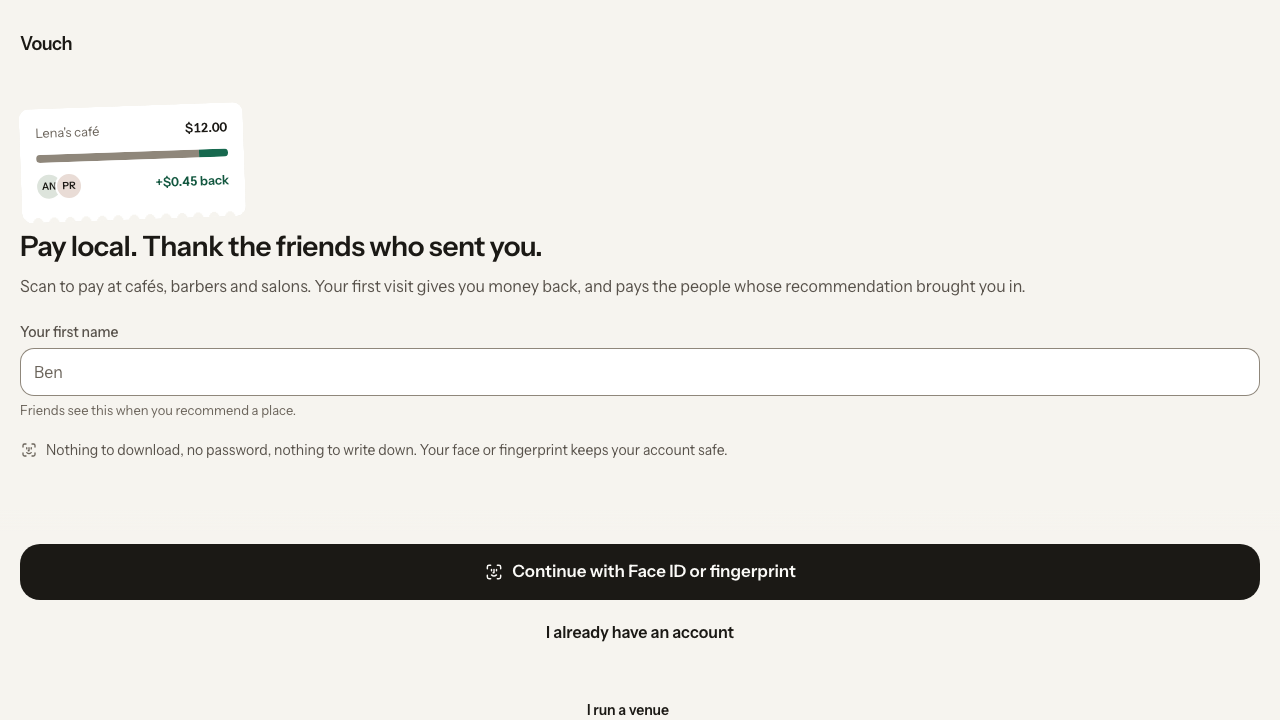 Vouch
Lena's café $12.00
AN PR +$0.45 back
Pay local. Thank the friends who sent you.
Scan to pay at cafés, barbers and salons. Your first visit gives you money back, and pays the people whose recommendation brought you in.
Your first name
Ben
Friends see this when you recommend a place.
Nothing to download, no password, nothing to write down. Your face or fingerprint keeps your account safe.
Continue with Face ID or fingerprint
I already have an account
I run a venue